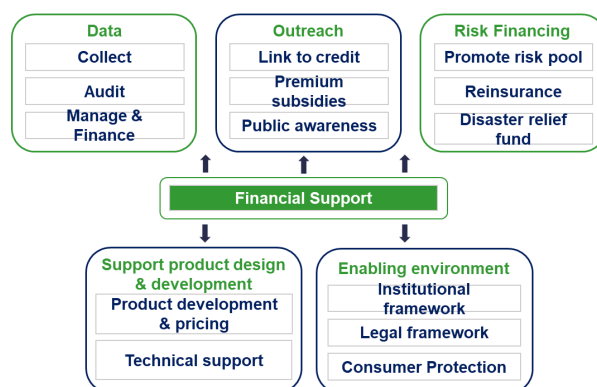 Data
Collect
Audit
Manage &
Finance
Outreach
Link to credit
Premium
subsidies
Public awareness
Risk Financing
Promote risk pool
Reinsurance
Disaster relief
fund
Financial Support
Support product design
& development
Product development
& pricing
Technical support
Enabling environment
Institutional
framework
Legal framework
Consumer Protection